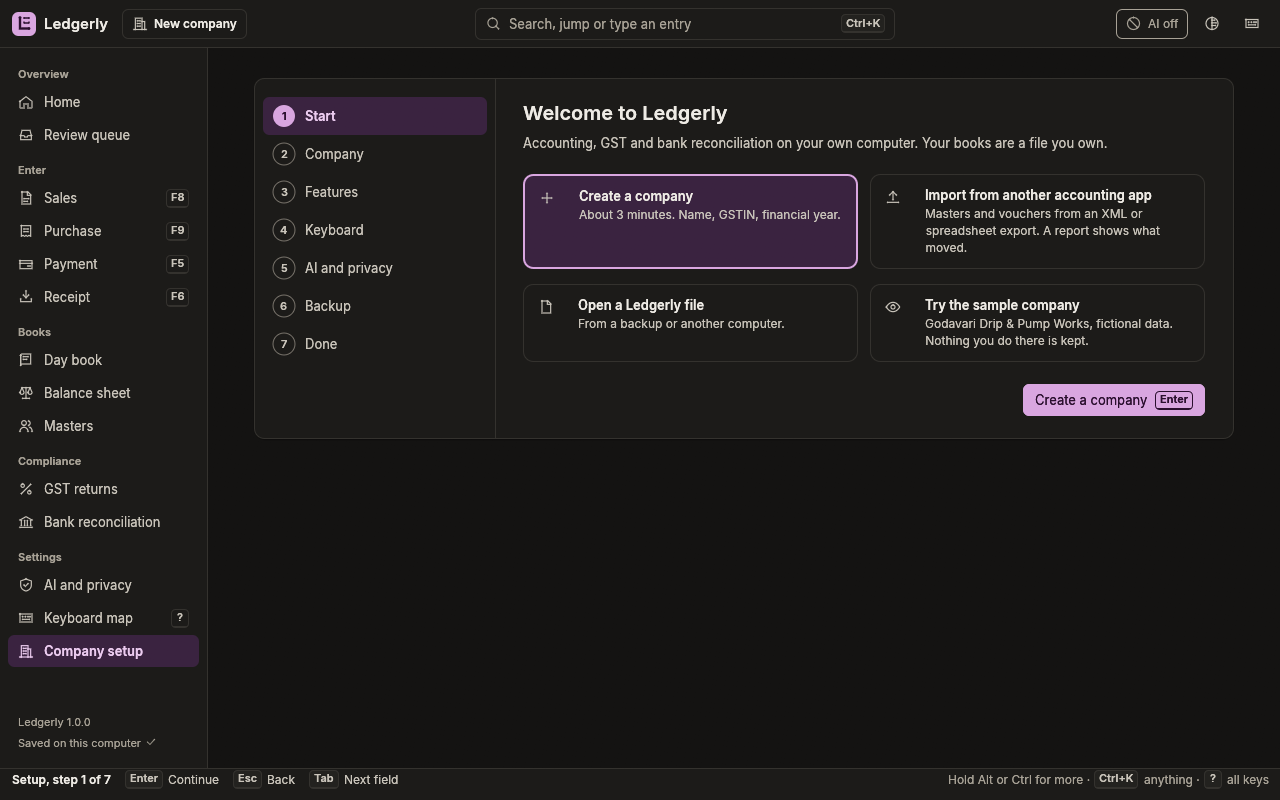 Ledgerly
New company
Search, jump or type an entry
Ctrl+K
AI off
Overview
Home
Review queue
Enter
Sales F8
Purchase F9
Payment F5
Receipt F6
Books
Day book
Balance sheet
Masters
Compliance
GST returns
Bank reconciliation
Settings
AI and privacy
Keyboard map ?
Company setup
Ledgerly 1.0.0
Saved on this computer
1 Start
2 Company
3 Features
4 Keyboard
5 AI and privacy
6 Backup
7 Done
Welcome to Ledgerly
Accounting, GST and bank reconciliation on your own computer. Your books are a file you own.
Create a company
About 3 minutes. Name, GSTIN, financial year.
Import from another accounting app
Masters and vouchers from an XML or
spreadsheet export. A report shows what
moved.
Open a Ledgerly file
From a backup or another computer.
Try the sample company
Godavari Drip & Pump Works, fictional data.
Nothing you do there is kept.
Create a company Enter
Setup, step 1 of 7 Enter Continue Esc Back Tab Next field
Hold Alt or Ctrl for more · Ctrl+K anything · ? all keys